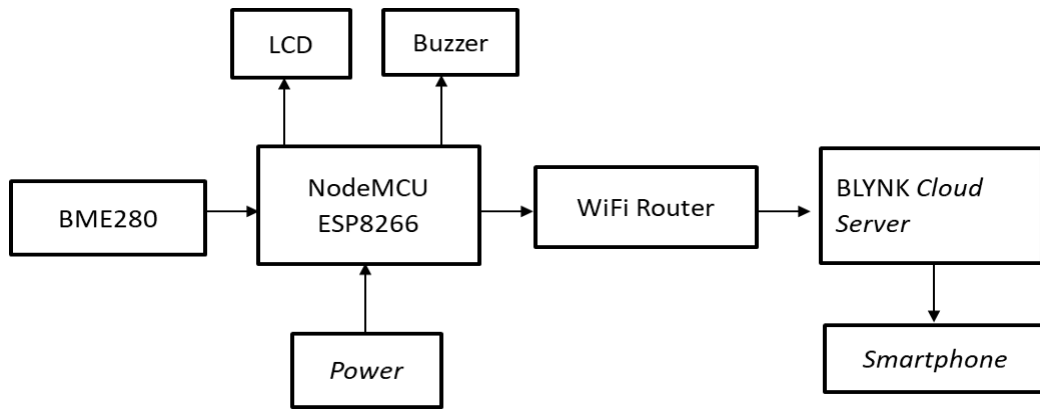 LCD
Buzzer
NodeMCU
ESP8266
BME280
WiFi Router
BLYNK Cloud
Server
Power
Smartphone